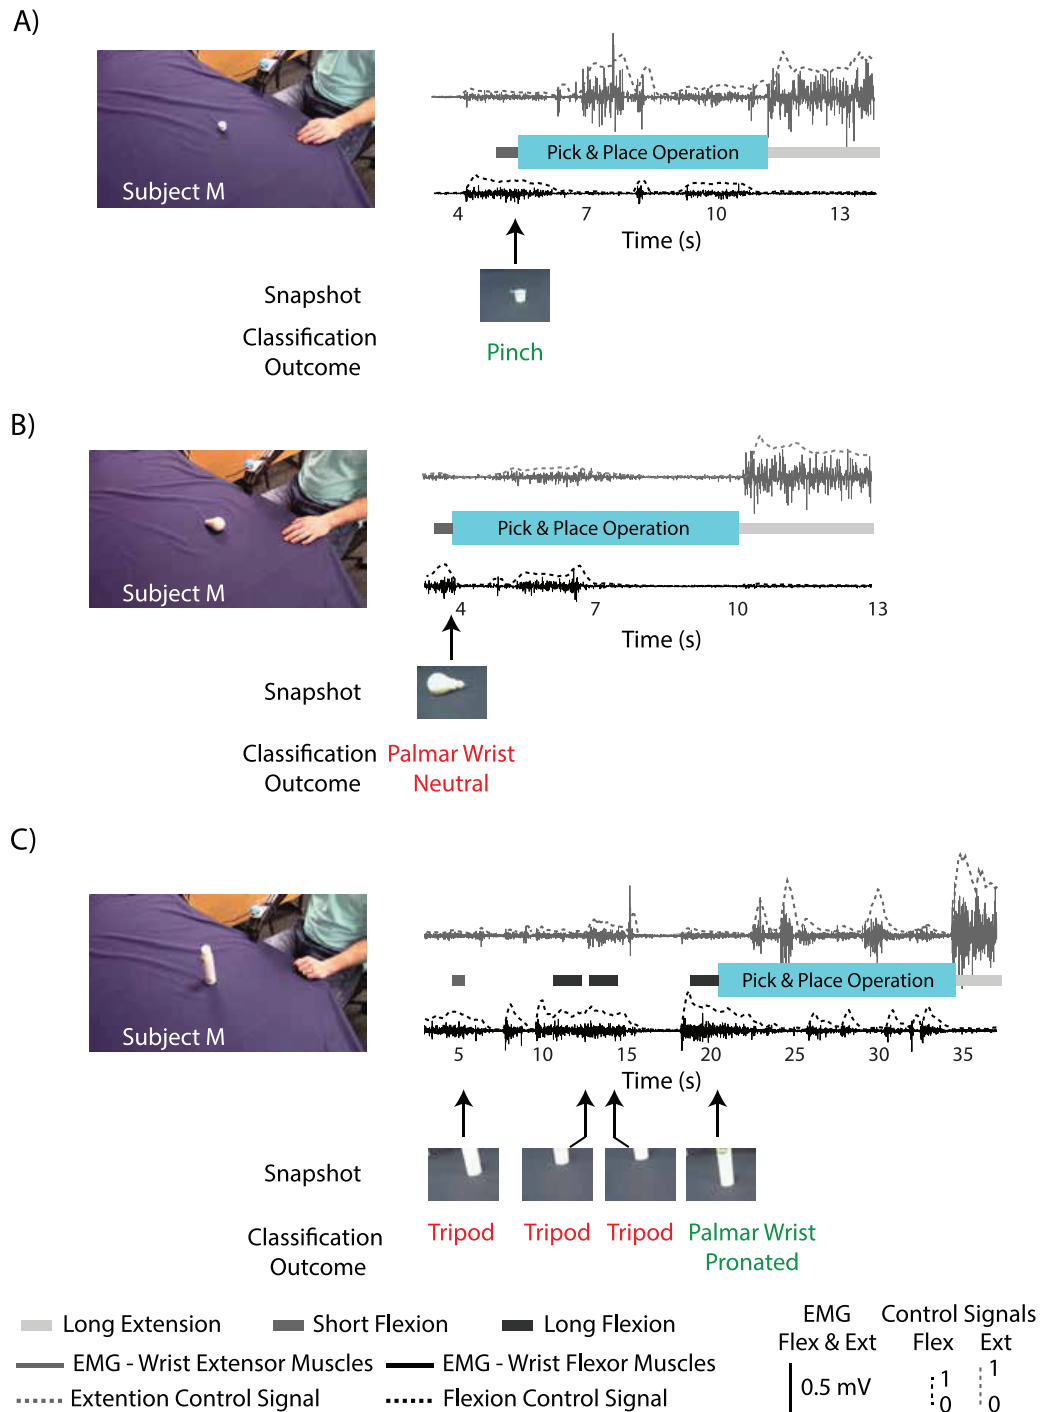 A)
Subject M
Pick & Place Operation
4 7 10 13
Time (s)
Snapshot
Classification
Outcome
Pinch
B)
Subject M
Pick & Place Operation
4 7 10 13
Time (s)
Snapshot
Classification
Outcome
Palmar Wrist
Neutral
C)
Subject M
Pick & Place Operation
5 10 15 20 25 30 35
Time (s)
Snapshot
Classification
Outcome
Tripod Tripod Tripod Palmar Wrist
Pronated
Long Extension Short Flexion Long Flexion
EMG - Wrist Extensor Muscles EMG - Wrist Flexor Muscles
Extention Control Signal Flexion Control Signal
EMG Control Signals
Flex & Ext Flex Ext
0.5 mV 1 0 1 0